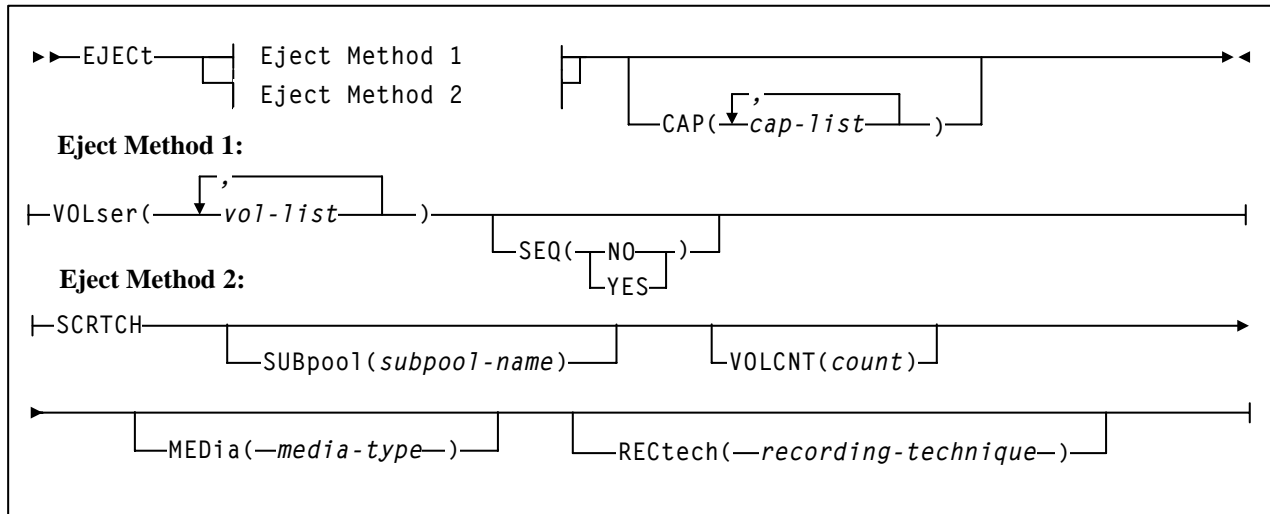 EJECt Eject Method 1
Eject Method 2
,
CAP( cap-list )
Eject Method 1:
,
VOLser( vol-list )
SEQ( NO )
YES
Eject Method 2:
SCRTCH
SUBpool(subpool-name) VOLCNT(count)
MEDia( media-type ) RECtech( recording-technique )